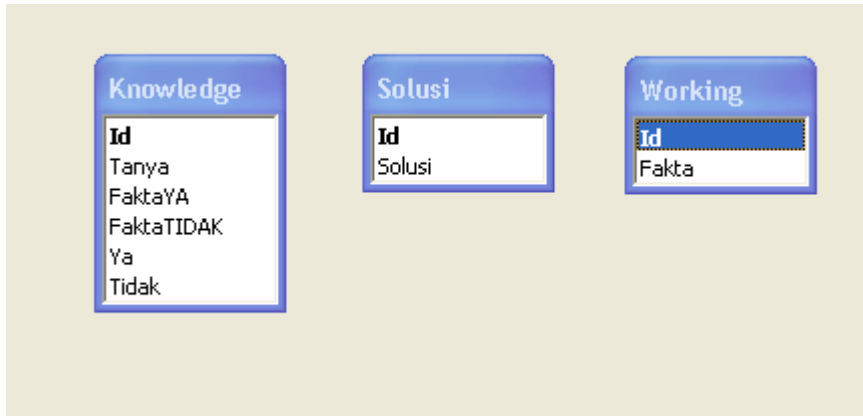 Knowledge
Id
Tanya
FaktaYA
FaktaTIDAK
Ya
Tidak
Solusi
Id
Solusi
Working
Id
Fakta